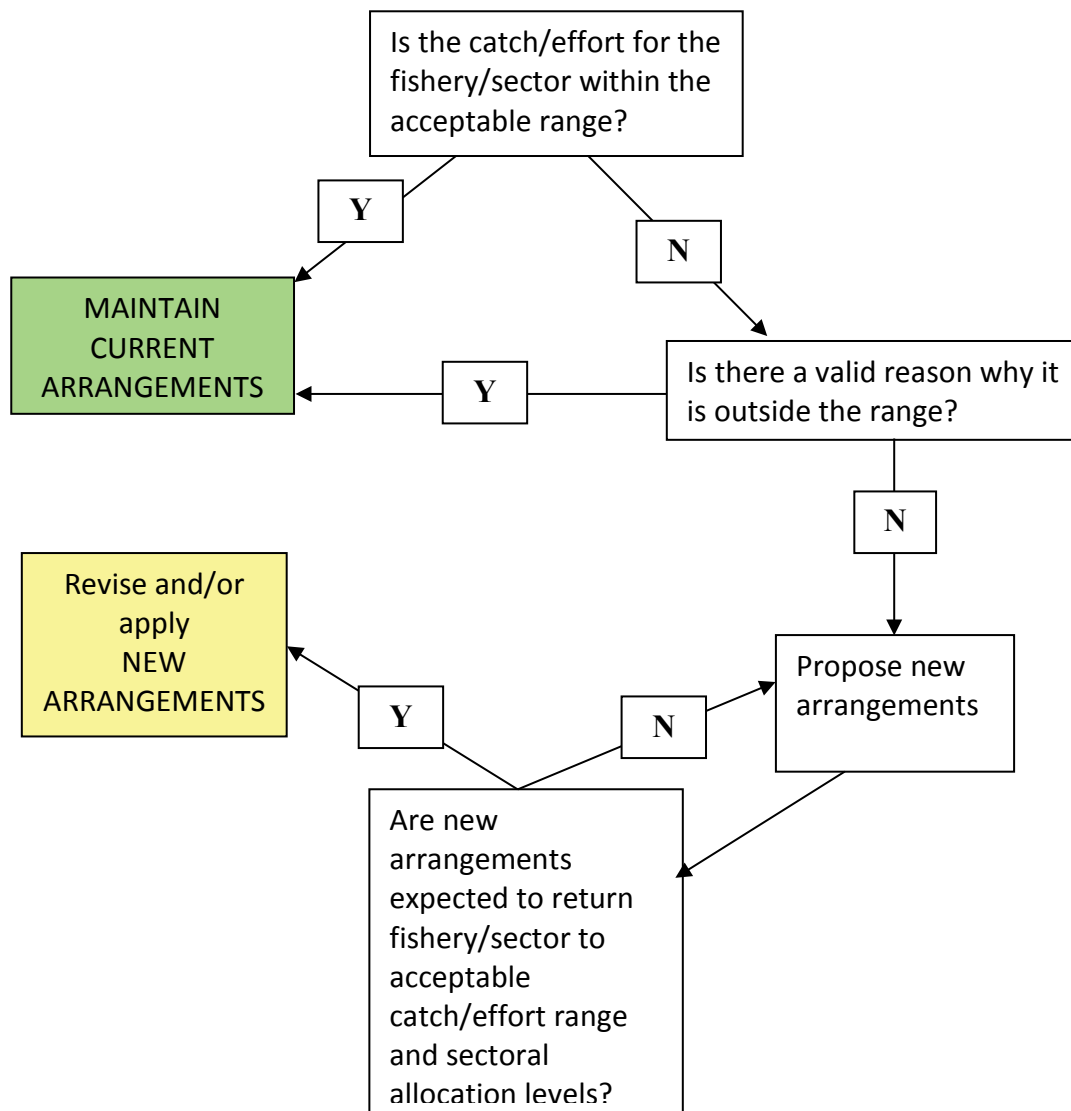 Is the catch/effort for the
fishery/sector within the
acceptable range?
Y
N
MAINTAIN
CURRENT
ARRANGEMENTS
Y
Is there a valid reason why it
is outside the range?
N
Revise and/or
apply
NEW
ARRANGEMENTS
Y
N
Propose new
arrangements
Are new
arrangements
expected to return
fishery/sector to
acceptable
catch/effort range
and sectoral
allocation levels?